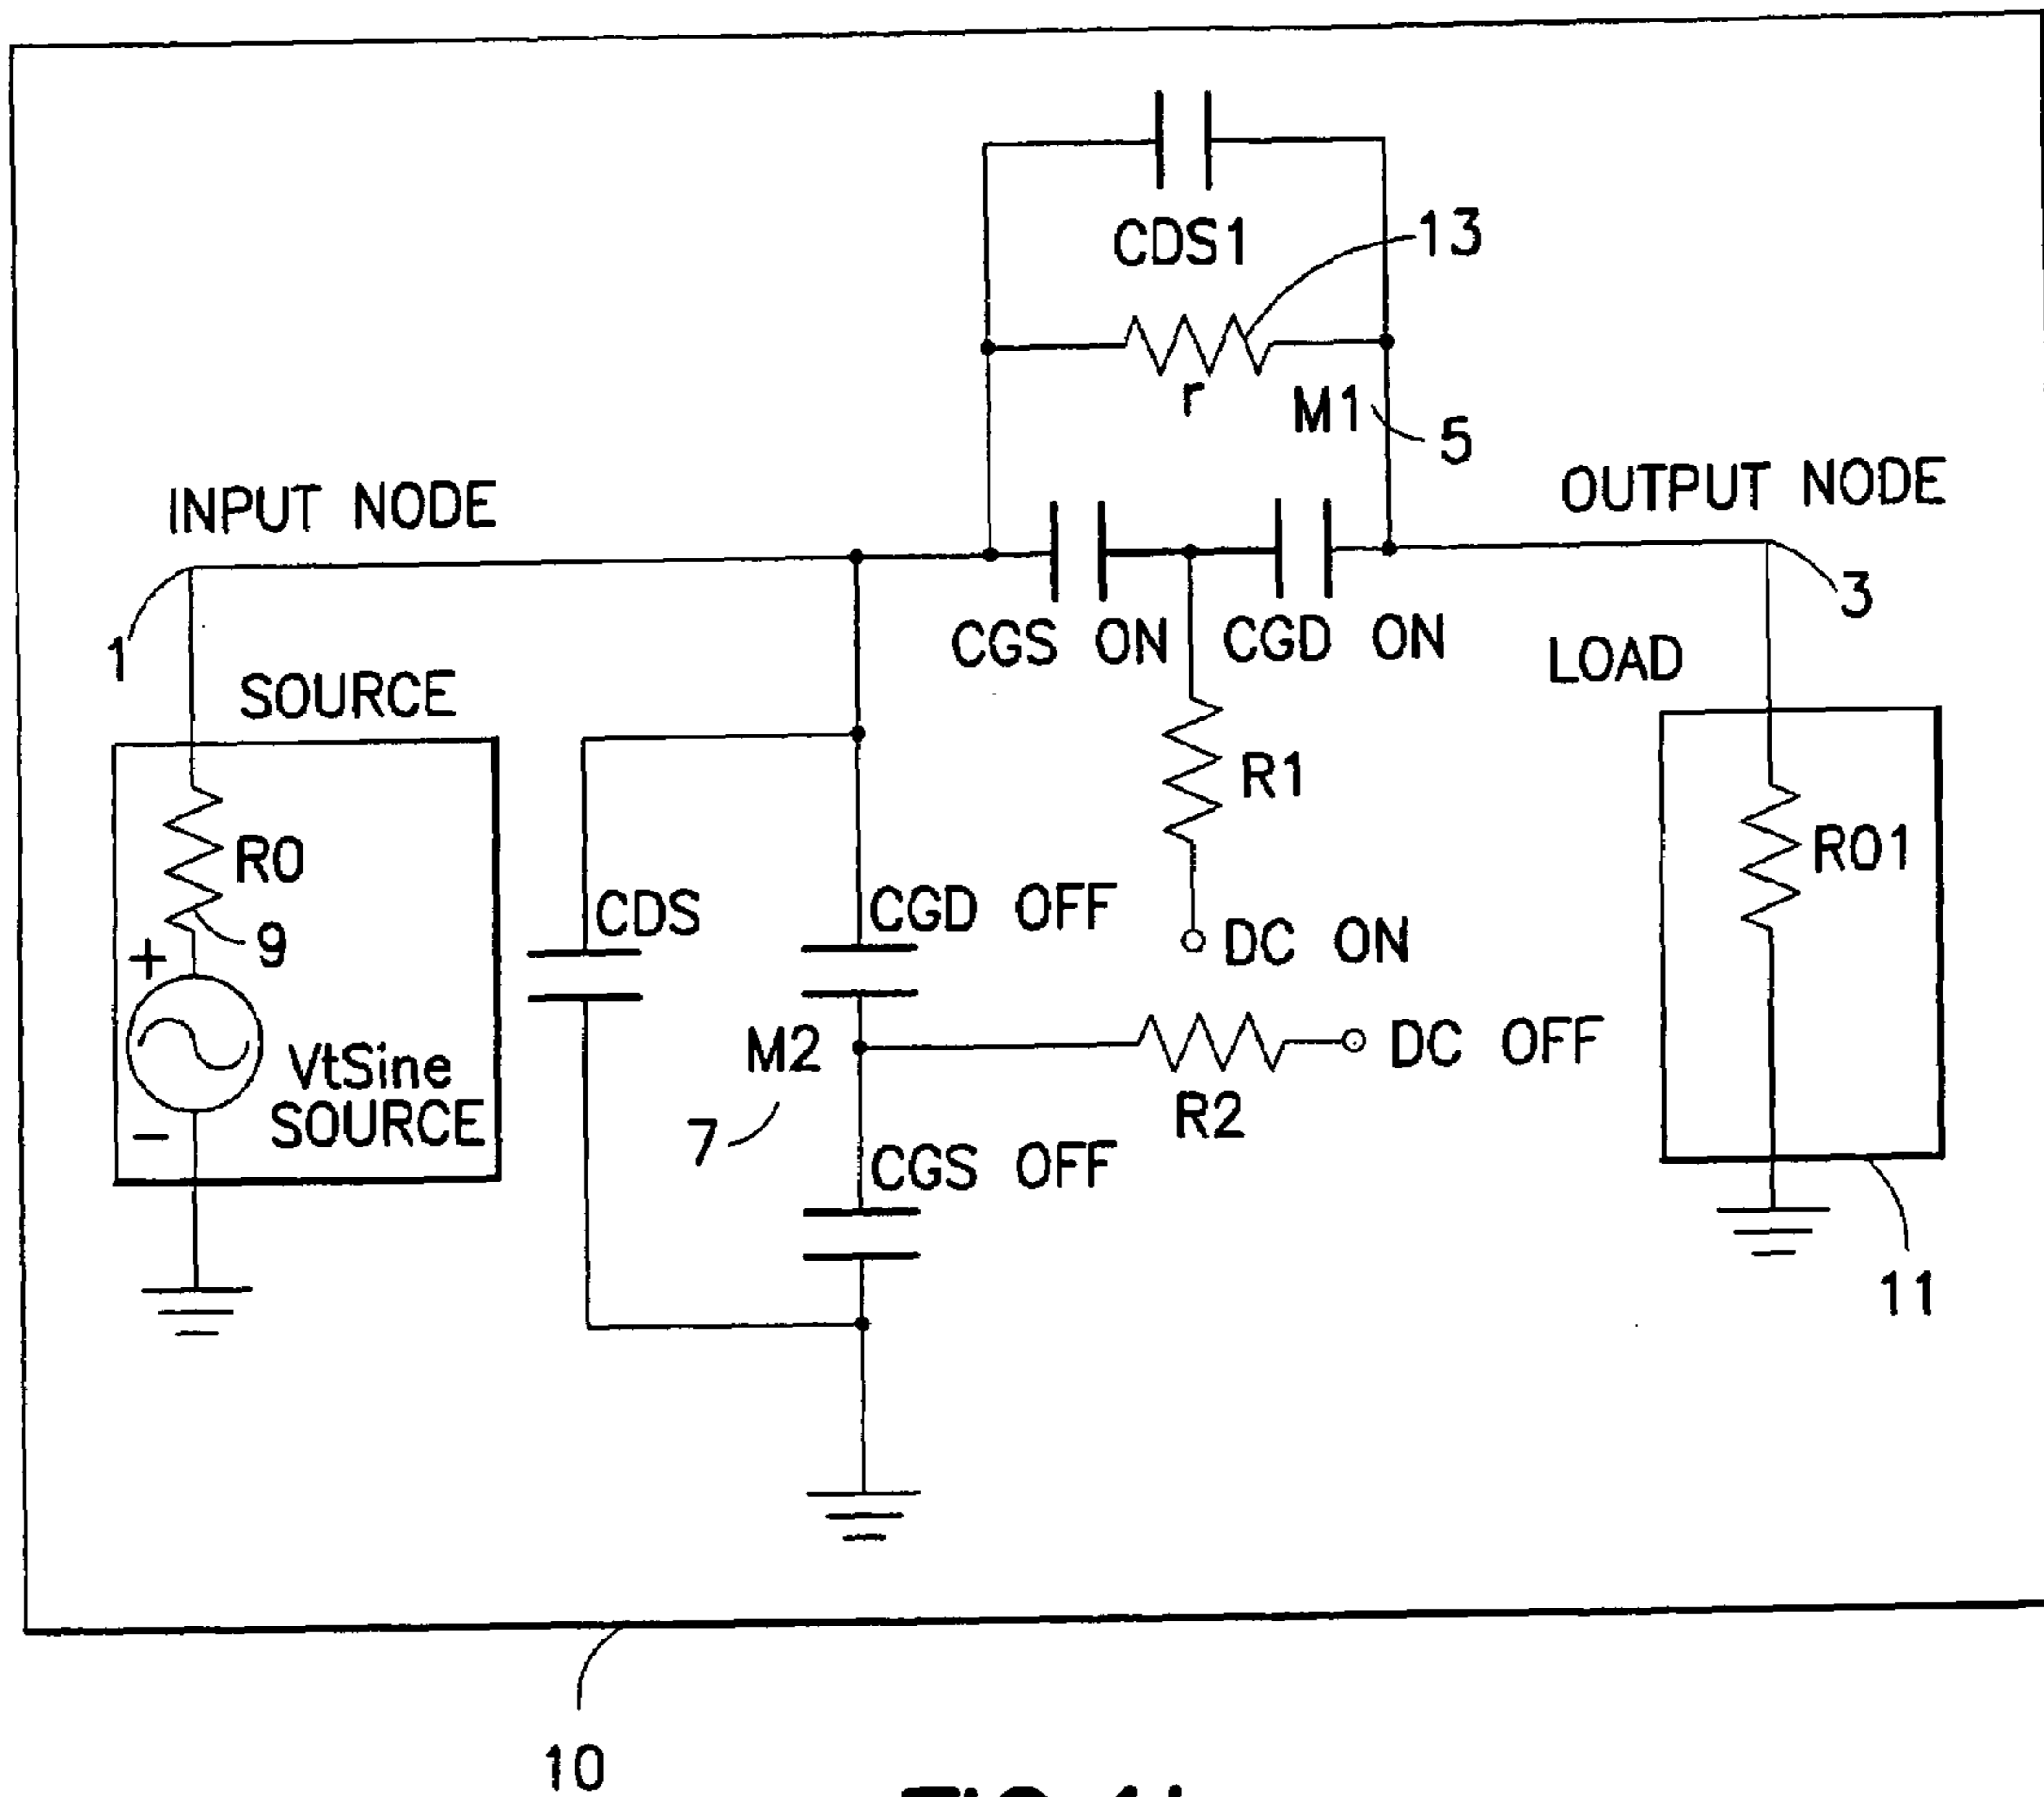 CDS1
13
r
M1
5
INPUT NODE
OUTPUT NODE
1
3
CGS ON
CGD ON
LOAD
SOURCE
R1
R0
9
+
CDS
CGD OFF
RO1
DC ON
VtSine
SOURCE
−
M2
DC OFF
R2
7
CGS OFF
11
10